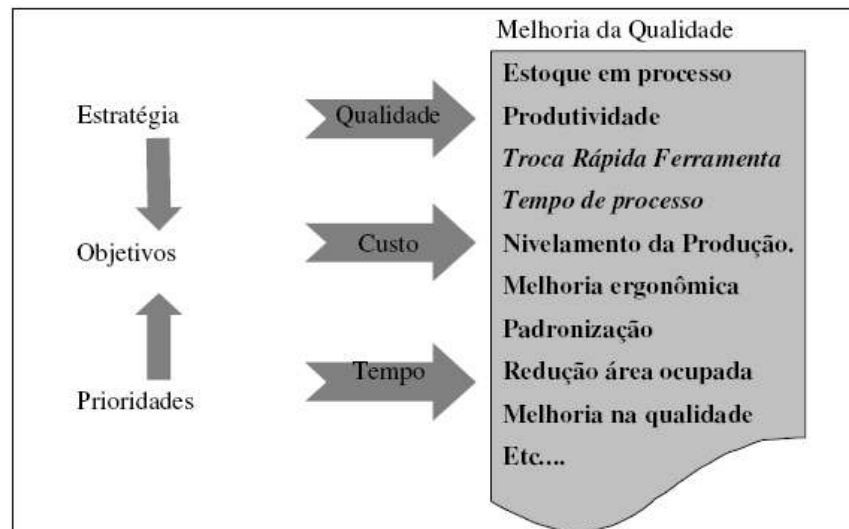 Melhoria da Qualidade
Estratégia
Objetivos
Prioridades
Qualidade
Custo
Tempo
Estoque em processo
Produtividade
Troca Rápida Ferramenta
Tempo de processo
Nivelamento da Produção.
Melhoria ergonômica
Padronização
Redução área ocupada
Melhoria na qualidade
Etc....